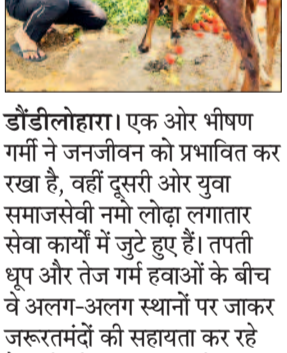 डौंडीलोहारा। एक ओर भीषण
गर्मी ने जनजीवन को प्रभावित कर
रखा है, वहीं दूसरी ओर युवा
समाजसेवी नमो लोढ़ा लगातार
सेवा कार्यों में जुटे हुए हैं। तपती
धूप और तेज गर्म हवाओं के बीच
वे अलग-अलग स्थानों पर जाकर
जरूरतमंदों की सहायता कर रहे